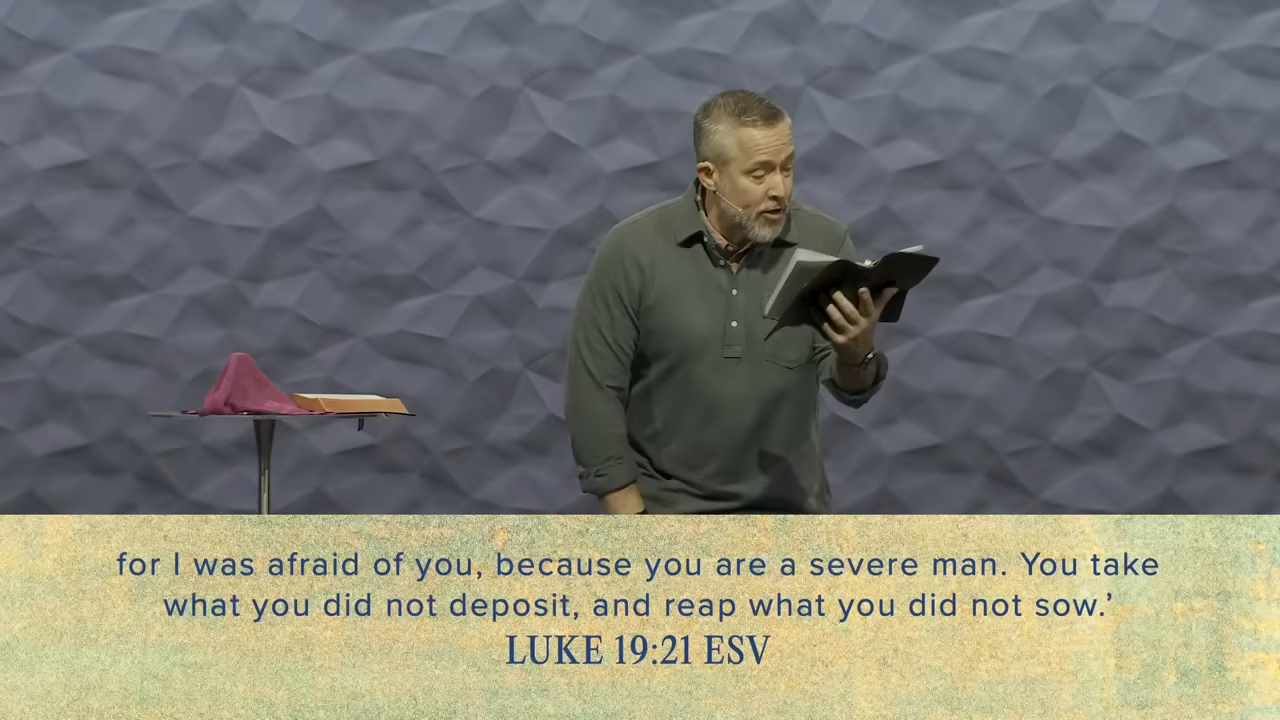 for I was afraid of you, because you are a severe man. You take
what you did not deposit, and reap what you did not sow.’
LUKE 19:21 ESV